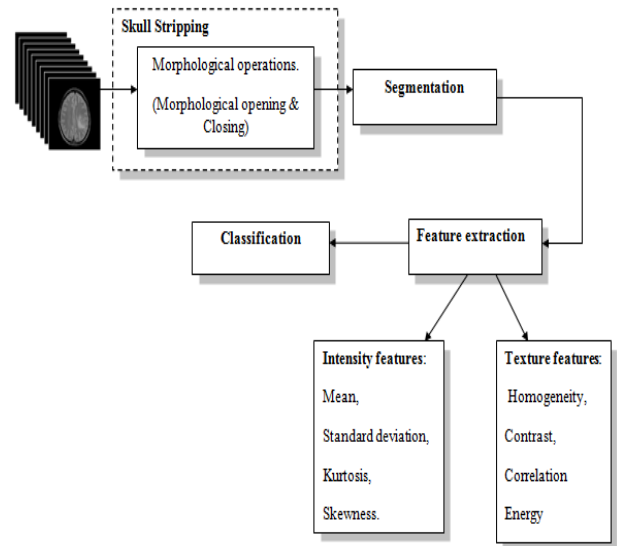 Skull Stripping
Morphological operations.
(Morphological opening &
Closing)
Segmentation
Classification
Feature extraction
Intensity features:
Mean,
Standard deviation,
Kurtosis,
Skewness.
Texture features:
Homogeneity,
Contrast,
Correlation
Energy